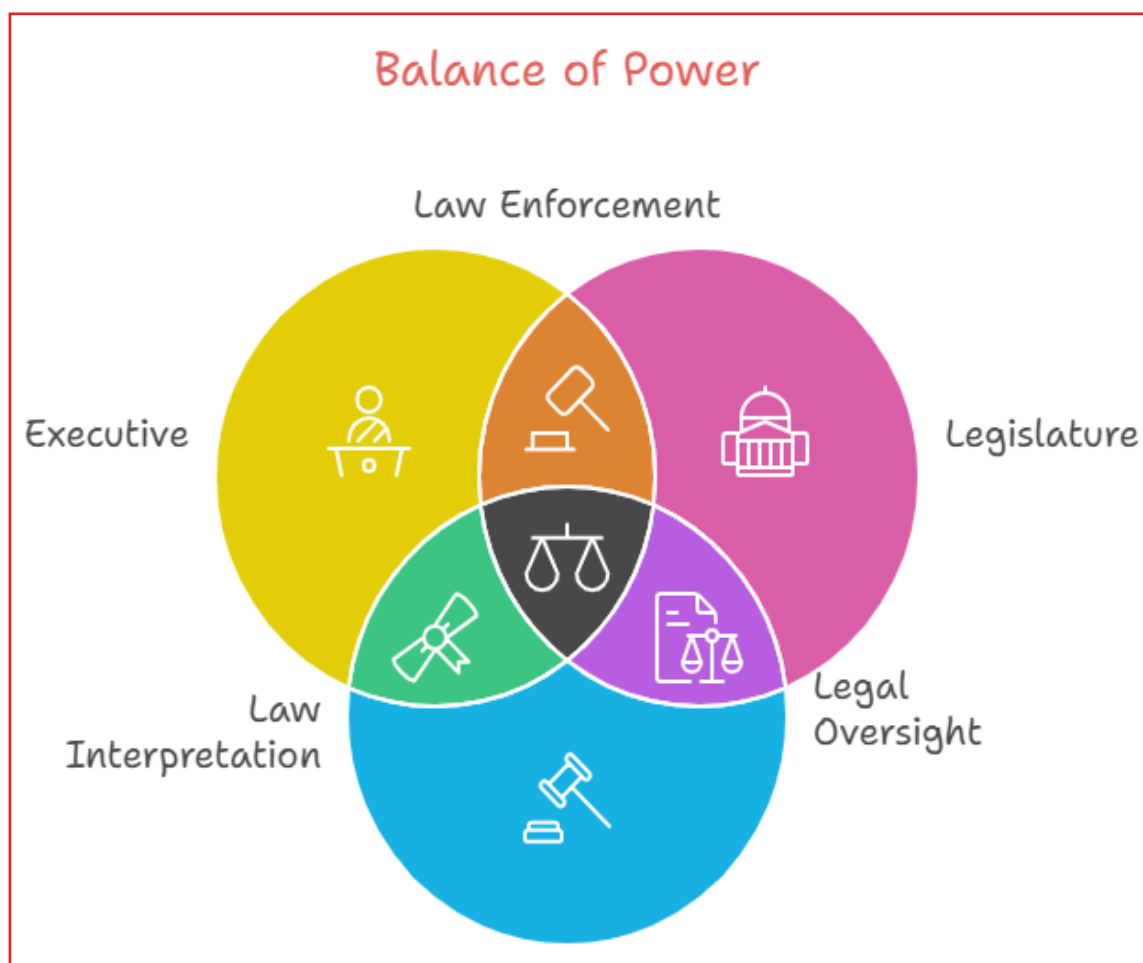 Balance of Power
Law Enforcement
Executive
Legislature
Law
Interpretation
Legal
Oversight